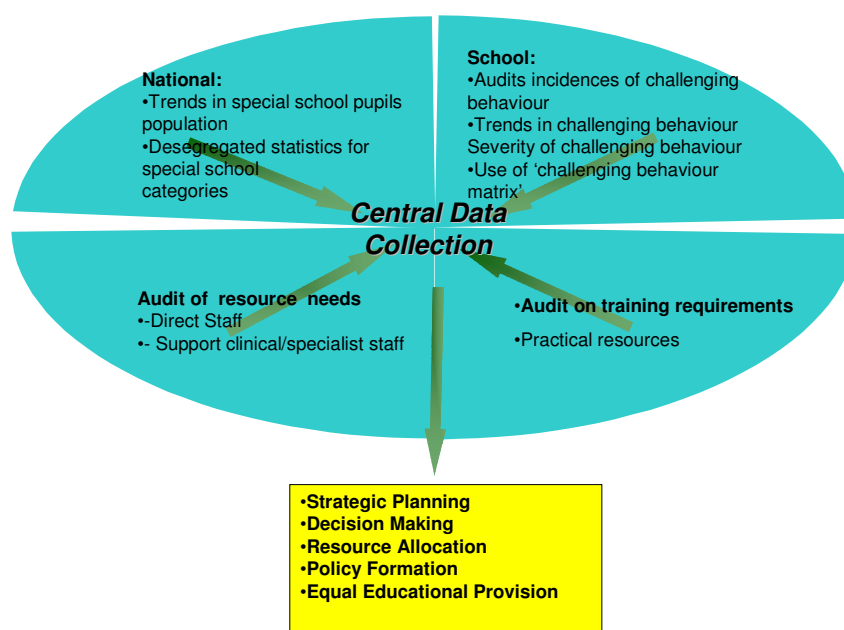 National:
•Trends in special school pupils
population
•Desegregated statistics for
special school
categories
School:
•Audits incidences of challenging
behaviour
•Trends in challenging behaviour
Severity of challenging behaviour
•Use of ‘challenging behaviour
matrix’
Central Data
Collection
Audit of resource needs
•-Direct Staff
•- Support clinical/specialist staff
•Audit on training requirements
•Practical resources
•Strategic Planning
•Decision Making
•Resource Allocation
•Policy Formation
•Equal Educational Provision